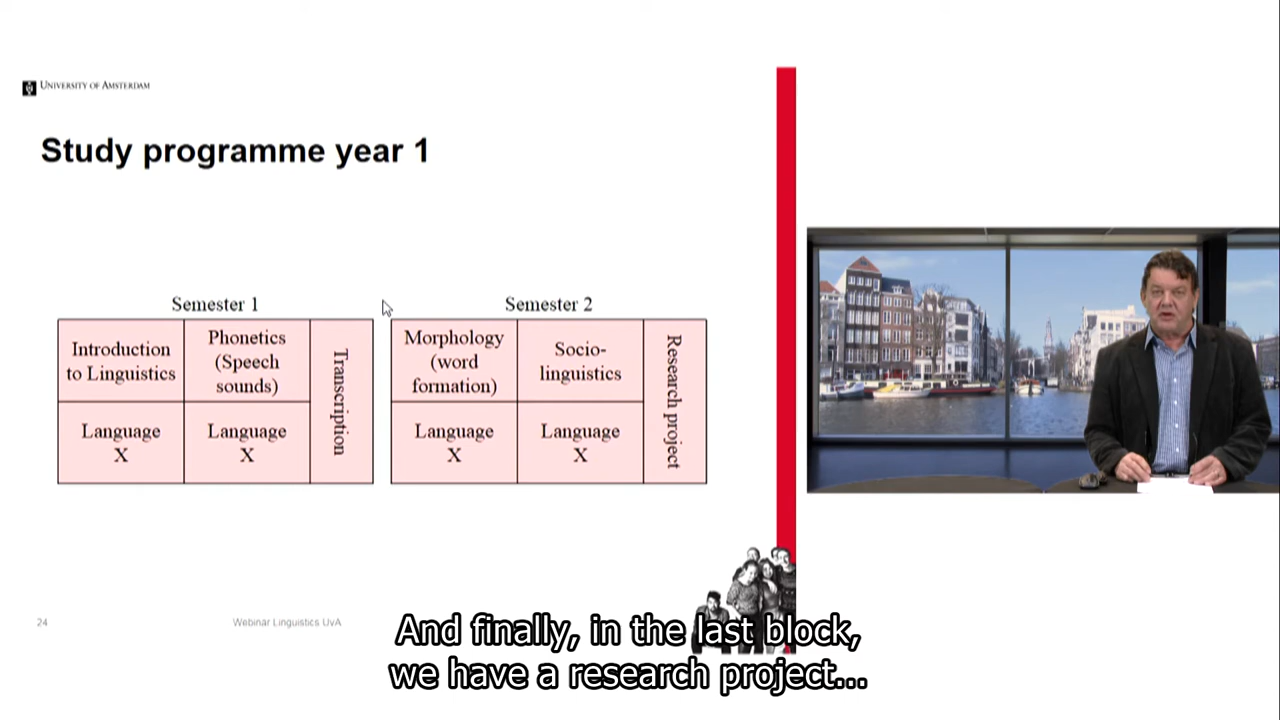 UNIVERSITY OF AMSTERDAM
Study programme year 1
Semester 1
Introduction
to Linguistics
Phonetics
(Speech
sounds)
Transcription
Language
X
Language
X
Semester 2
Morphology
(word
formation)
Socio-
linguistics
Research project
Language
X
Language
X
24
Webinar Linguistics UvA
And finally, in the last block,
we have a research project...